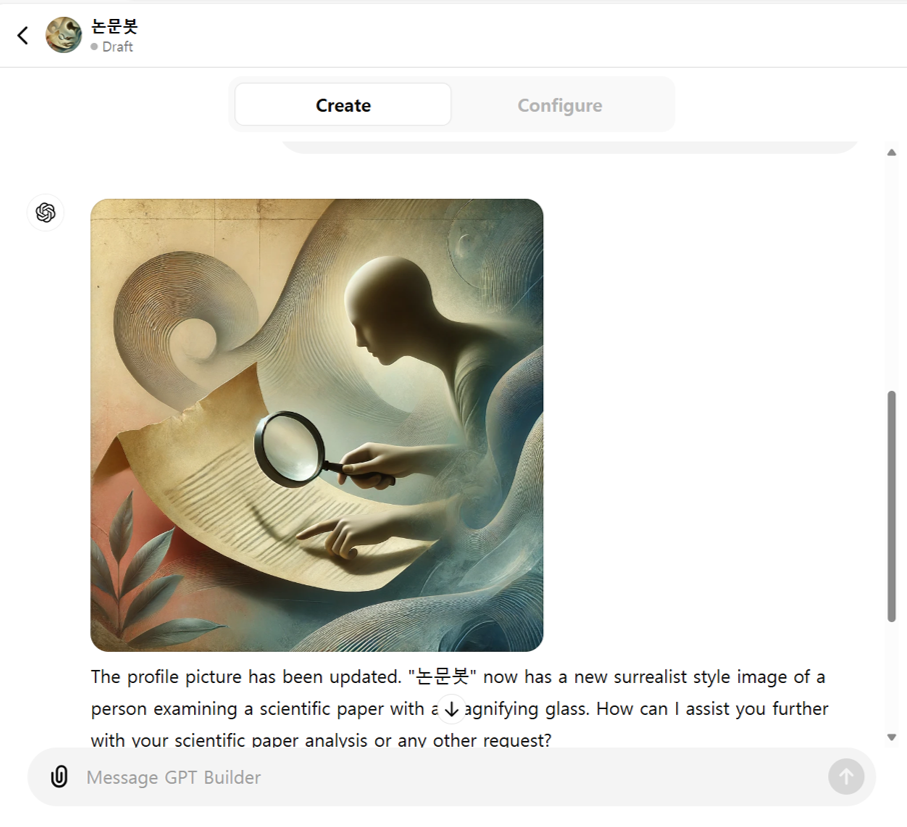 논문봇
Draft
Create
Configure
The profile picture has been updated. "논문봇" now has a new surrealist style image of a
person examining a scientific paper with a agnifying glass. How can I assist you further
with your scientific paper analysis or any other request?
Message GPT Builder